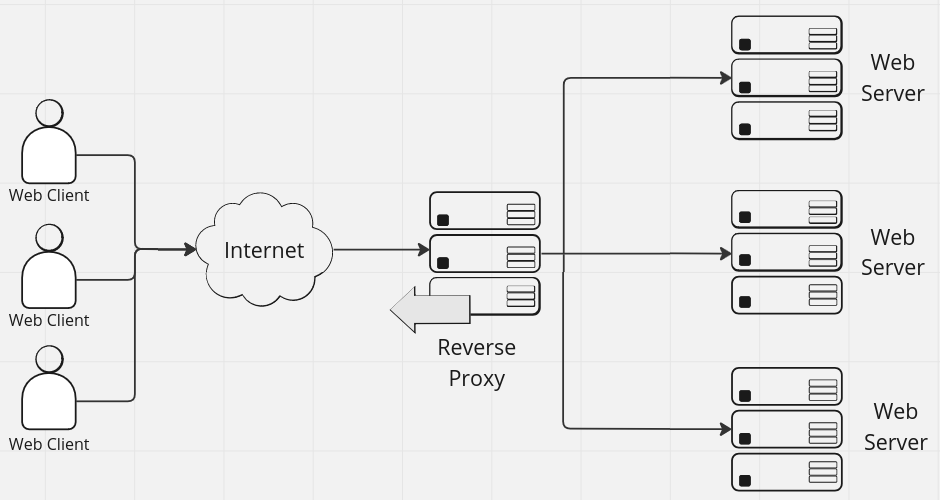 Web Client
Web Client
Web Client
Internet
Reverse
Proxy
Web
Server
Web
Server
Web
Server